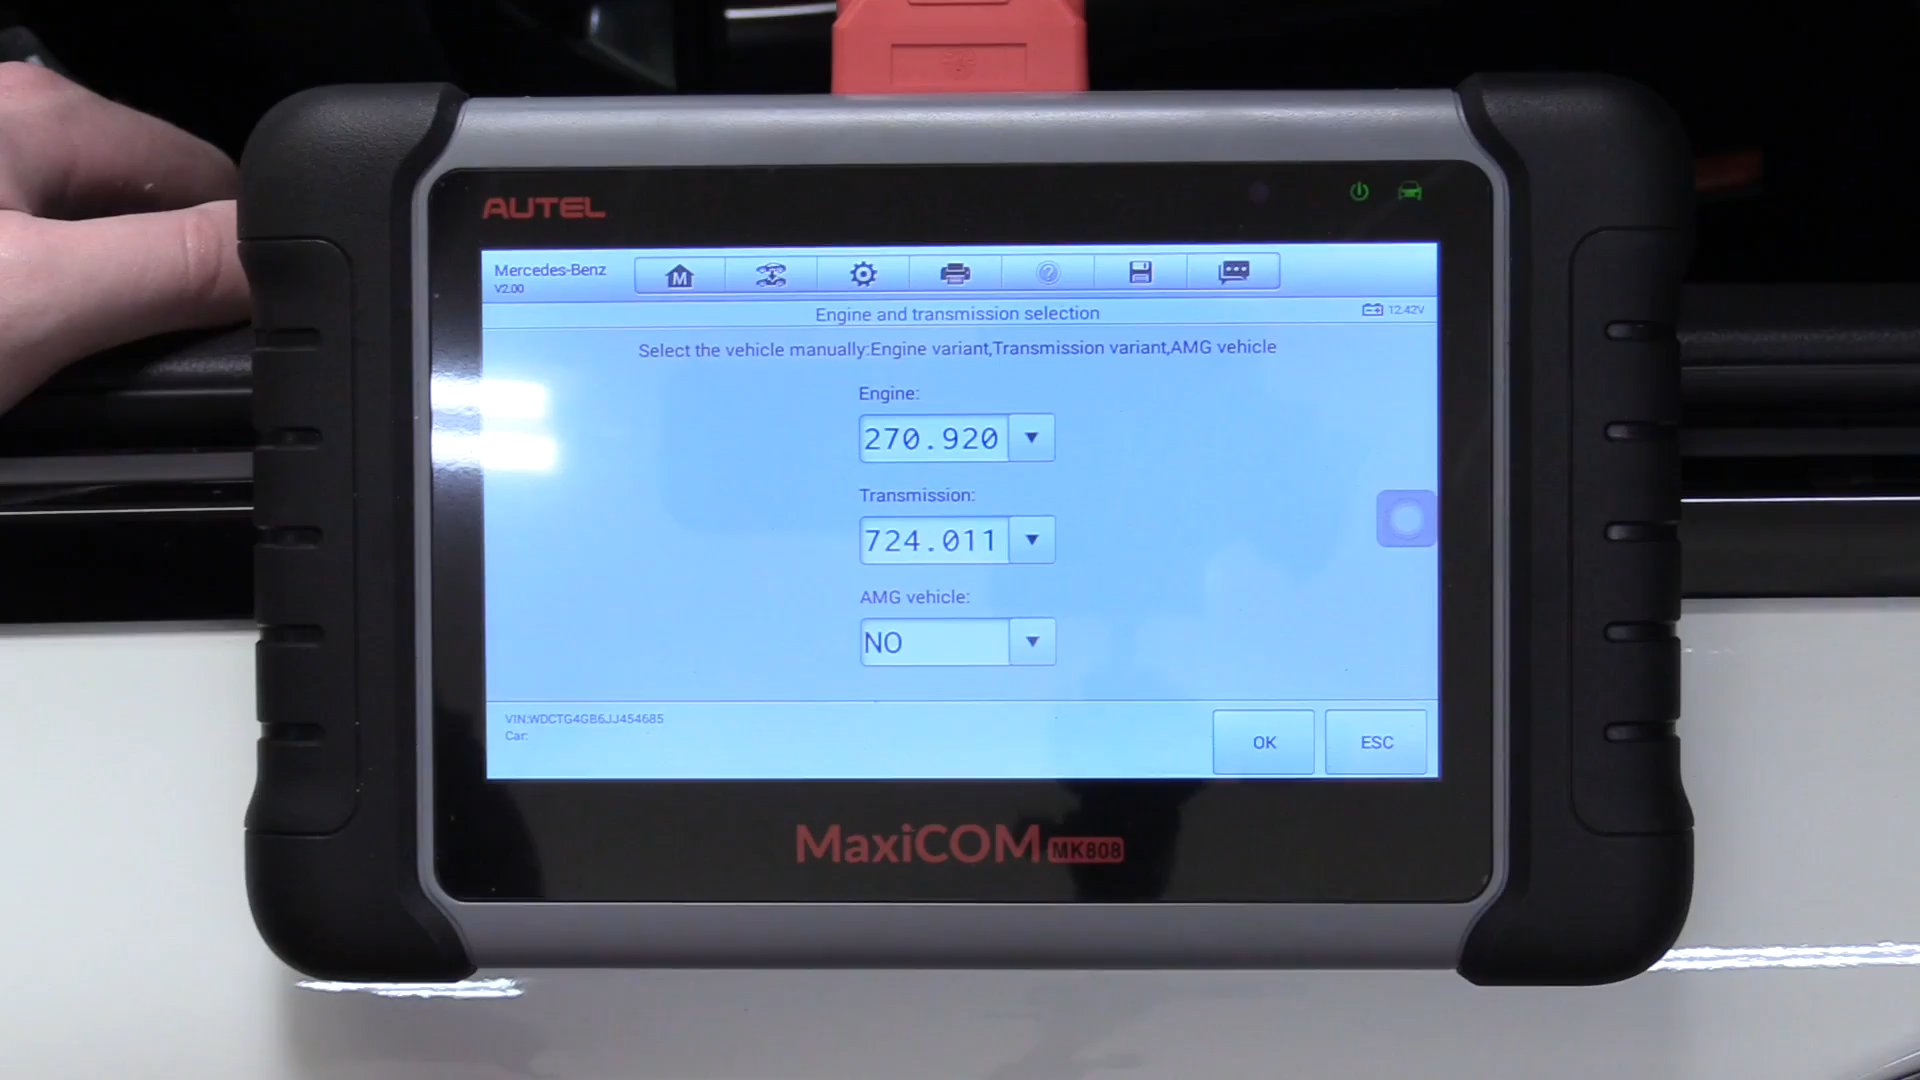 AUTEL
Mercedes-Benz
V2.00
M
?
Engine and transmission selection
12.42V
Select the vehicle manually:Engine variant,Transmission variant,AMG vehicle
Engine:
270.920
Transmission:
724.011
AMG vehicle:
NO
VIN:WDCTG4GB6JJ454685
Car:
OK
ESC
MaxiCOM MK808